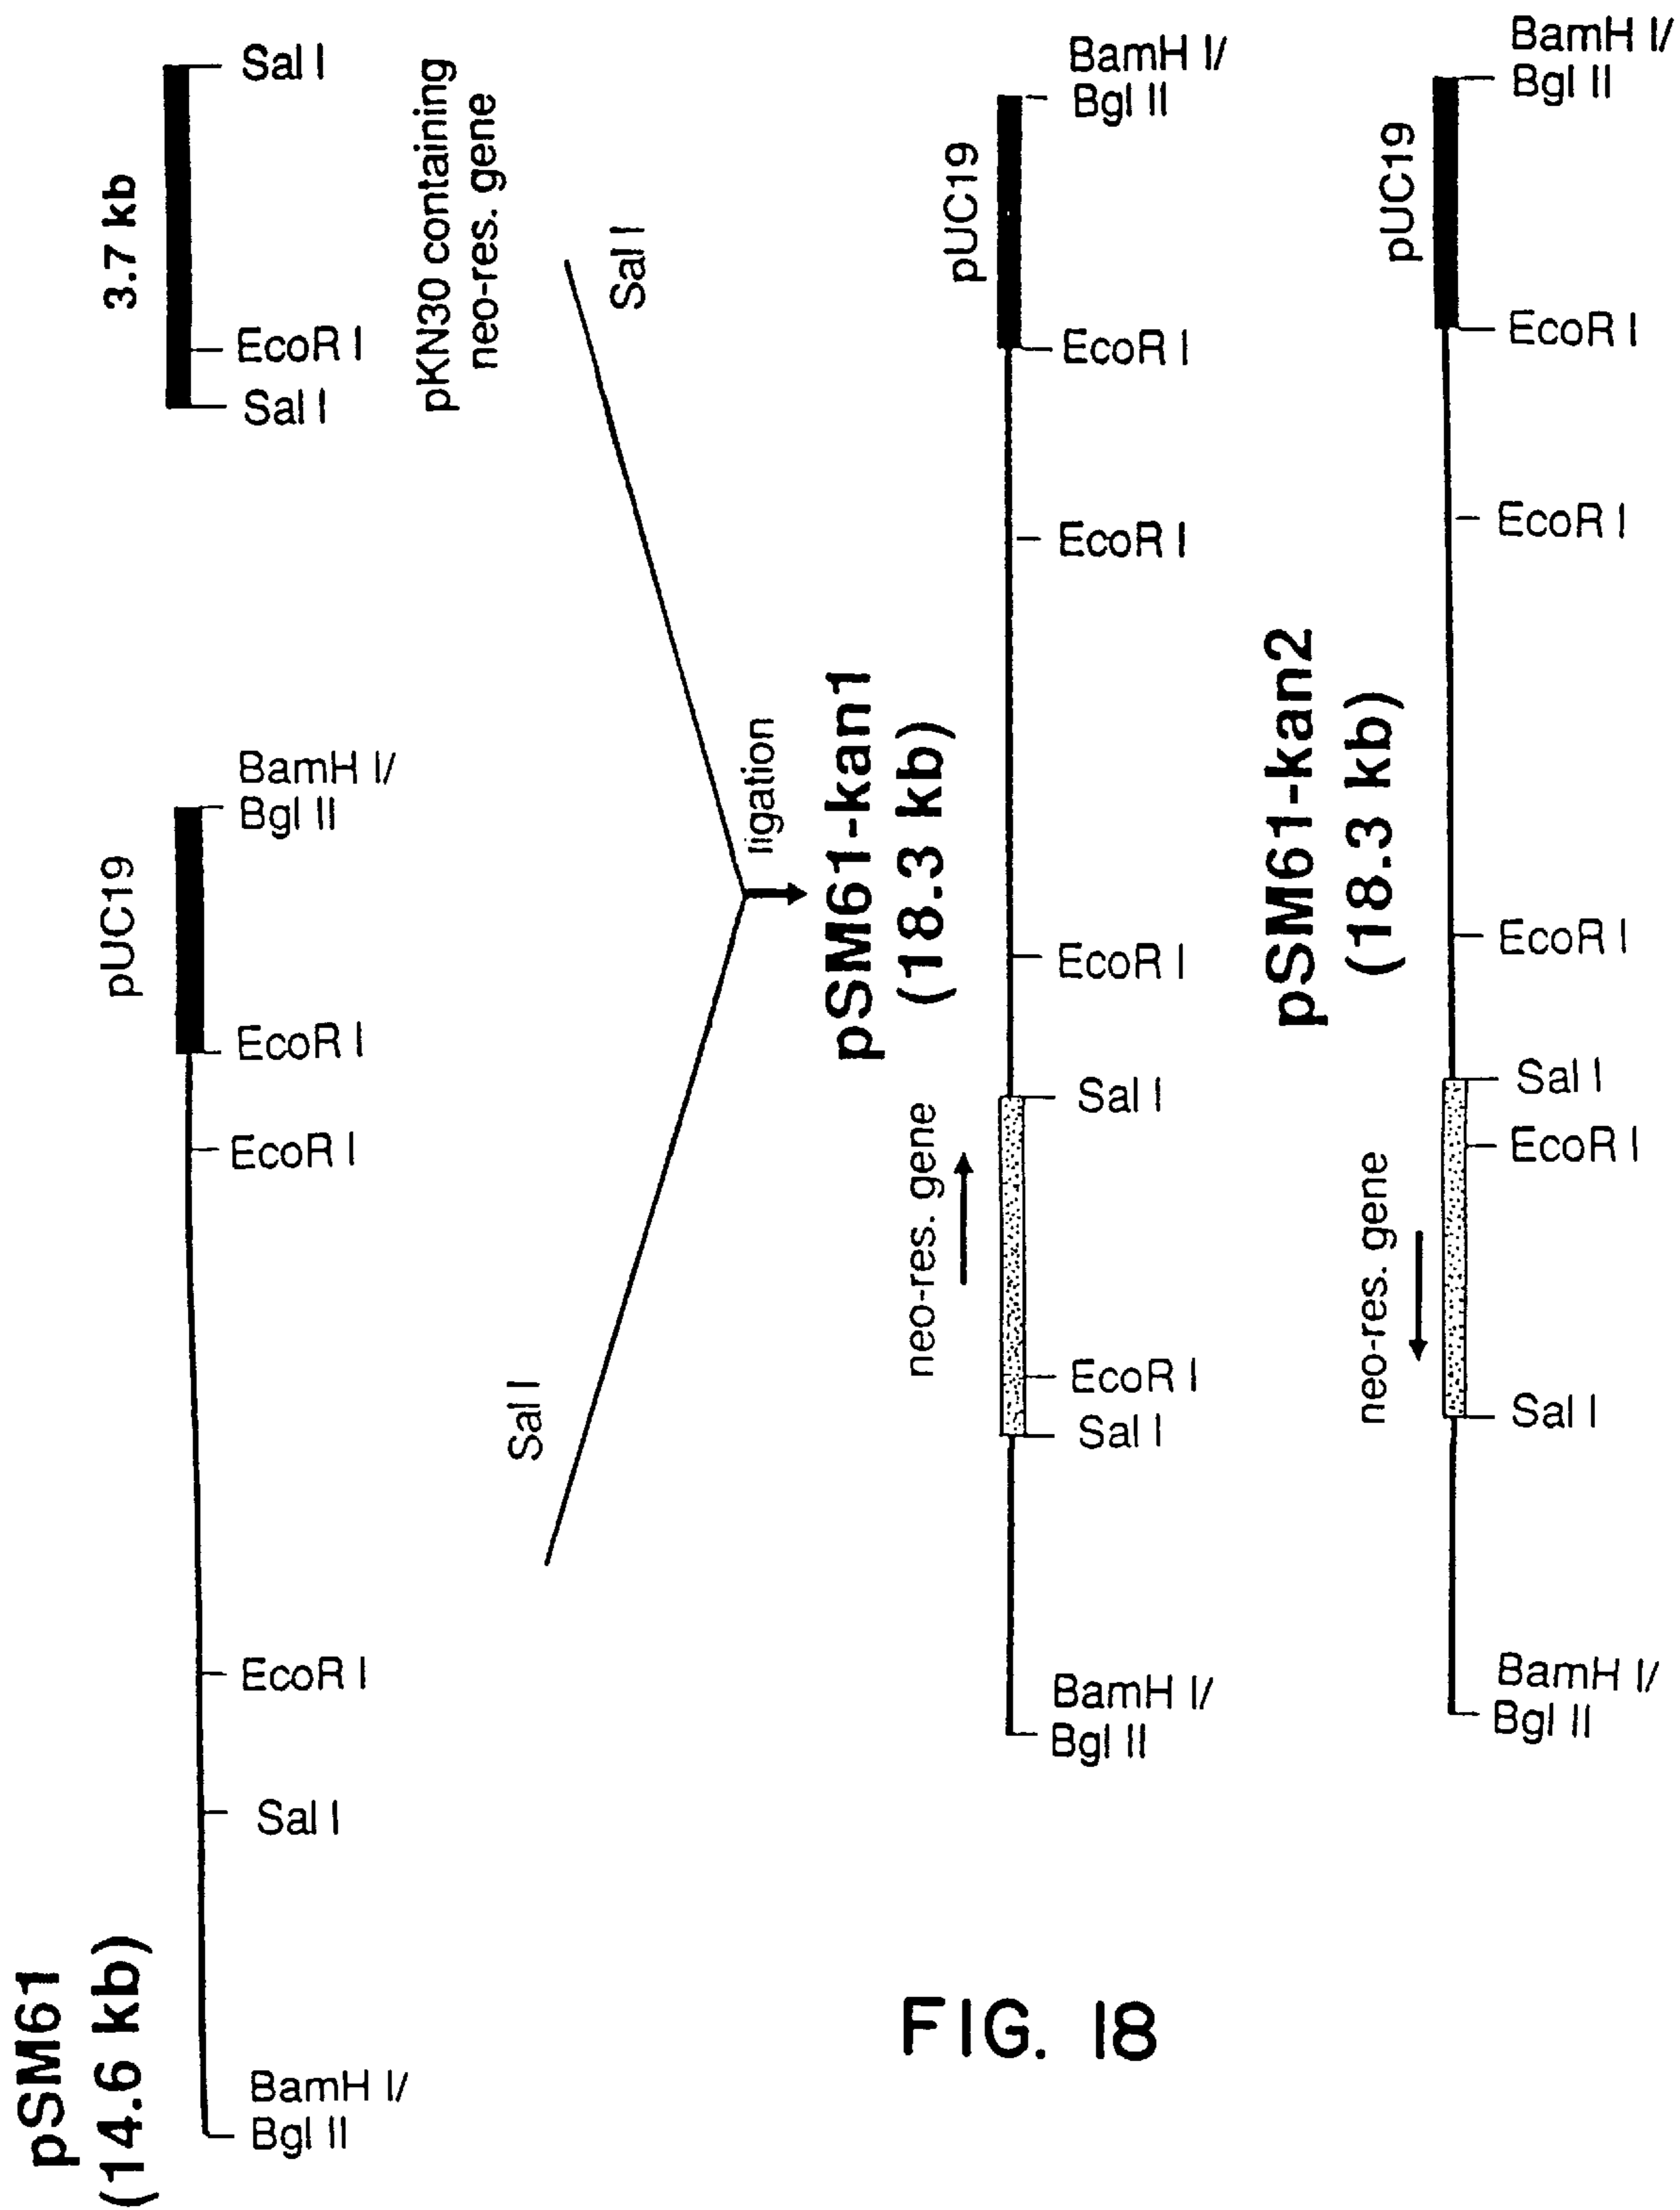 pSM61
(14.6 kb)
BamH I/
Bgl II
Sal I
EcoR I
EcoR I
EcoR I
pUC19
BamH I/
Bgl II
3.7 kb
Sal I
EcoR I
Sal I
pKN30 containing
neo-res. gene
Sal I
Sal I
ligation
pSM61-kan1
(18.3 kb)
BamH I/
Bgl II
Sal I
EcoR I
neo-res. gene
Sal I
EcoR I
EcoR I
EcoR I
pUC19
BamH I/
Bgl II
pSM61-kan2
(18.3 kb)
BamH I/
Bgl II
Sal I
neo-res. gene
EcoR I
Sal I
EcoR I
EcoR I
EcoR I
pUC19
BamH I/
Bgl II
FIG. 18